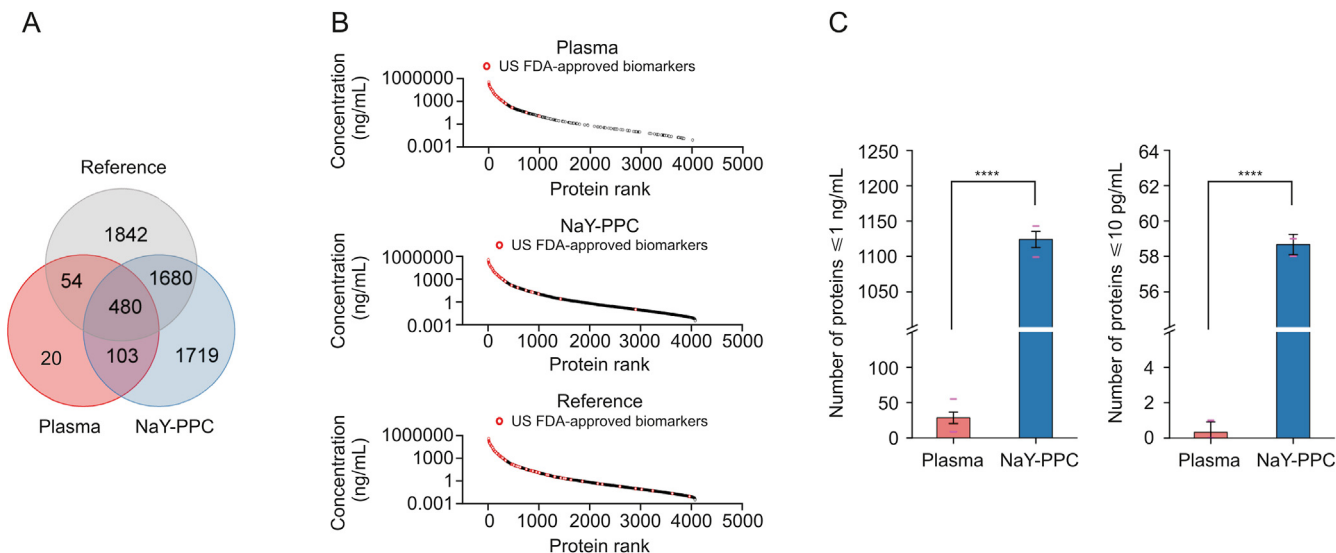 A
Reference
1842
54
1680
480
20
103
1719
Plasma
NaY-PPC
B
Plasma
US FDA-approved biomarkers
Concentration
(ng/mL)
1000000
1000
1
0.001
0
1000
2000
3000
4000
5000
Protein rank
NaY-PPC
US FDA-approved biomarkers
Concentration
(ng/mL)
1000000
1000
1
0.001
0
1000
2000
3000
4000
5000
Protein rank
Reference
US FDA-approved biomarkers
Concentration
(ng/mL)
1000000
1000
1
0.001
0
1000
2000
3000
4000
5000
Protein rank
C
Number of proteins ⩽1 ng/mL
1250
1200
1150
1100
1050
100
50
0
****
Plasma
NaY-PPC
Number of proteins ⩽10 pg/mL
64
62
60
58
56
4
2
0
****
Plasma
NaY-PPC